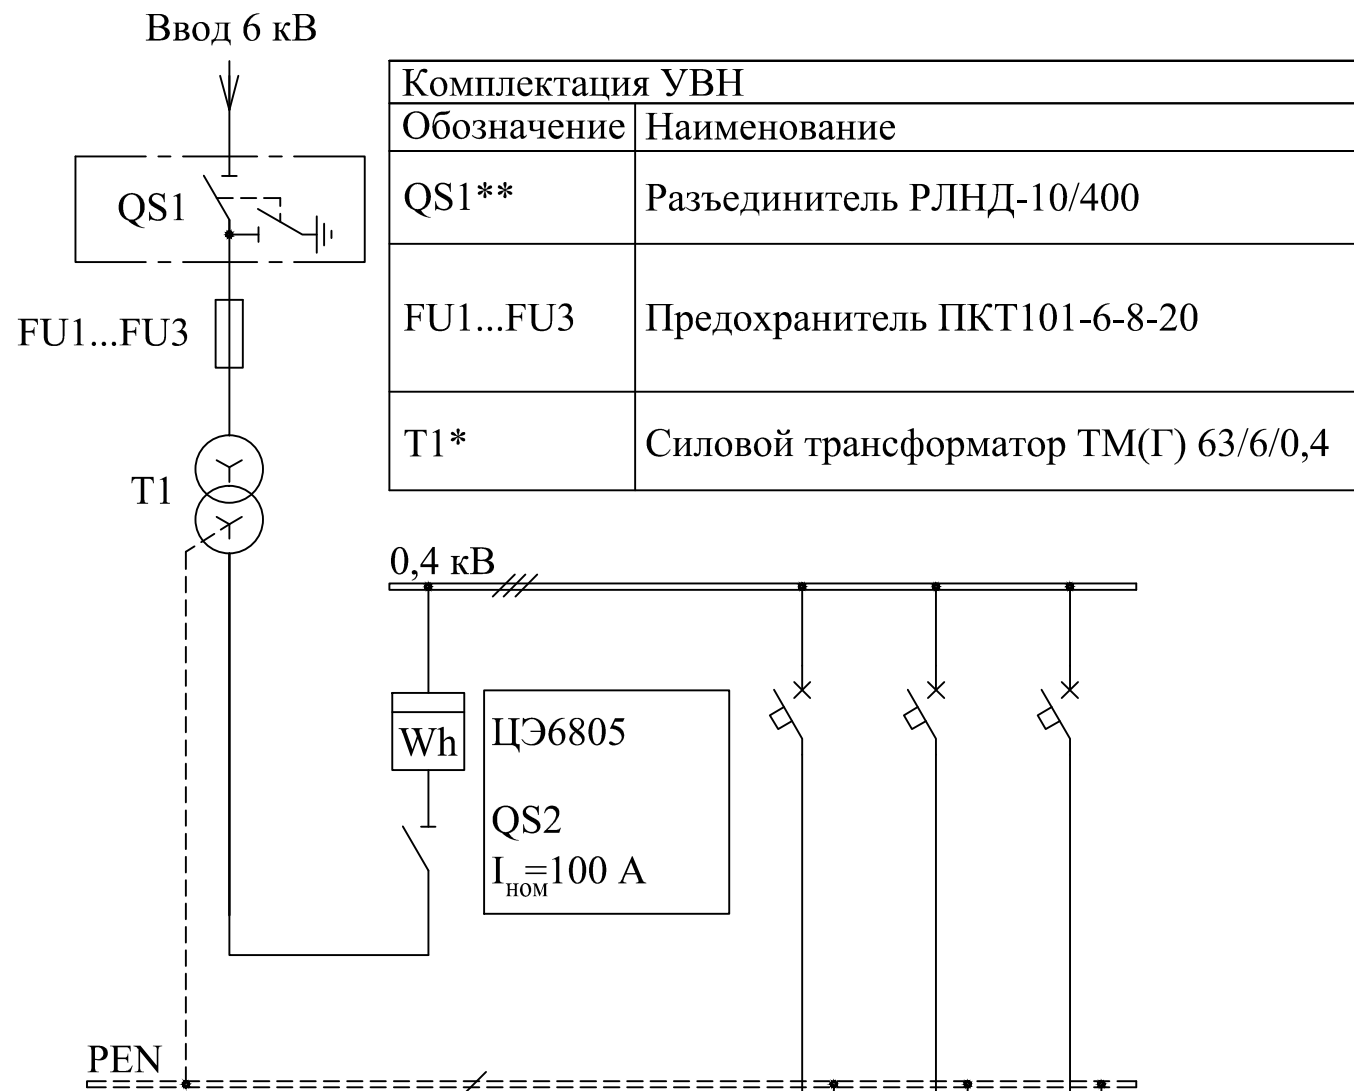 Ввод 6 кВ
Комплектация УВН
Обозначение Наименование
QS1** Разъединитель РЛНД-10/400
QS1
FU1...FU3 Предохранитель ПКТ101-6-8-20
FU1...FU3
T1* Силовой трансформатор ТМ(Г) 63/6/0,4
T1
0,4 кВ
Wh
ЦЭ6805
QS2
Iном=100 А
PEN